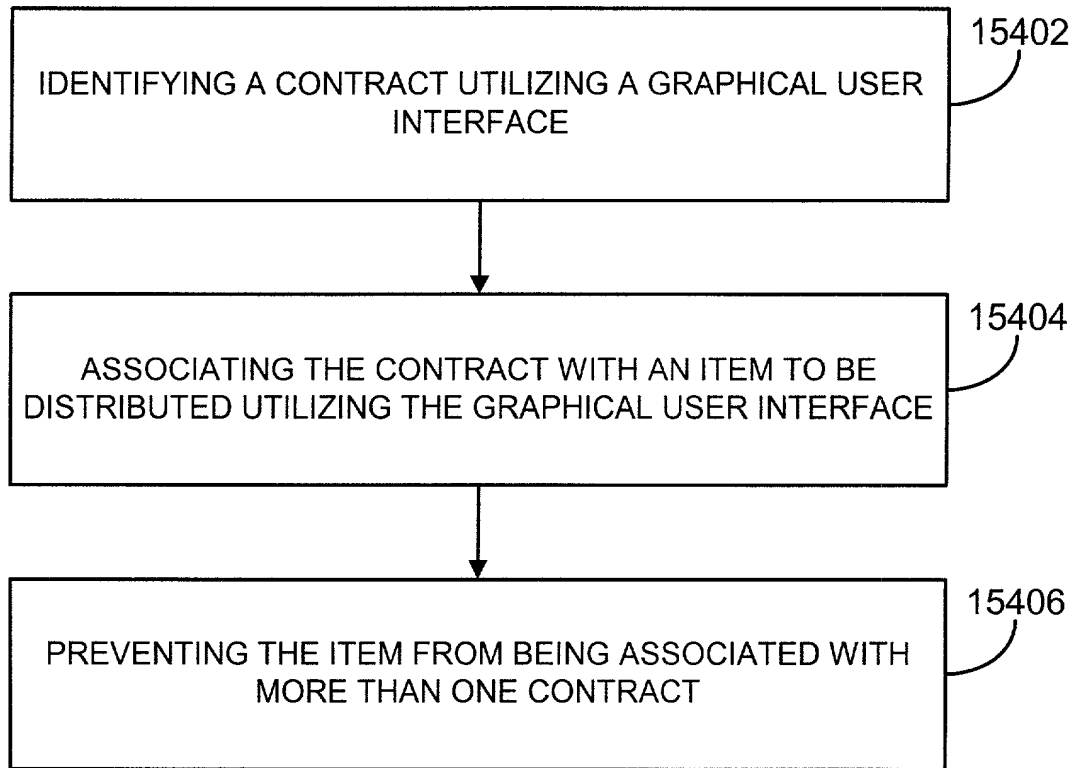 15402
IDENTIFYING A CONTRACT UTILIZING A GRAPHICAL USER
INTERFACE
15404
ASSOCIATING THE CONTRACT WITH AN ITEM TO BE
DISTRIBUTED UTILIZING THE GRAPHICAL USER INTERFACE
15406
PREVENTING THE ITEM FROM BEING ASSOCIATED WITH
MORE THAN ONE CONTRACT